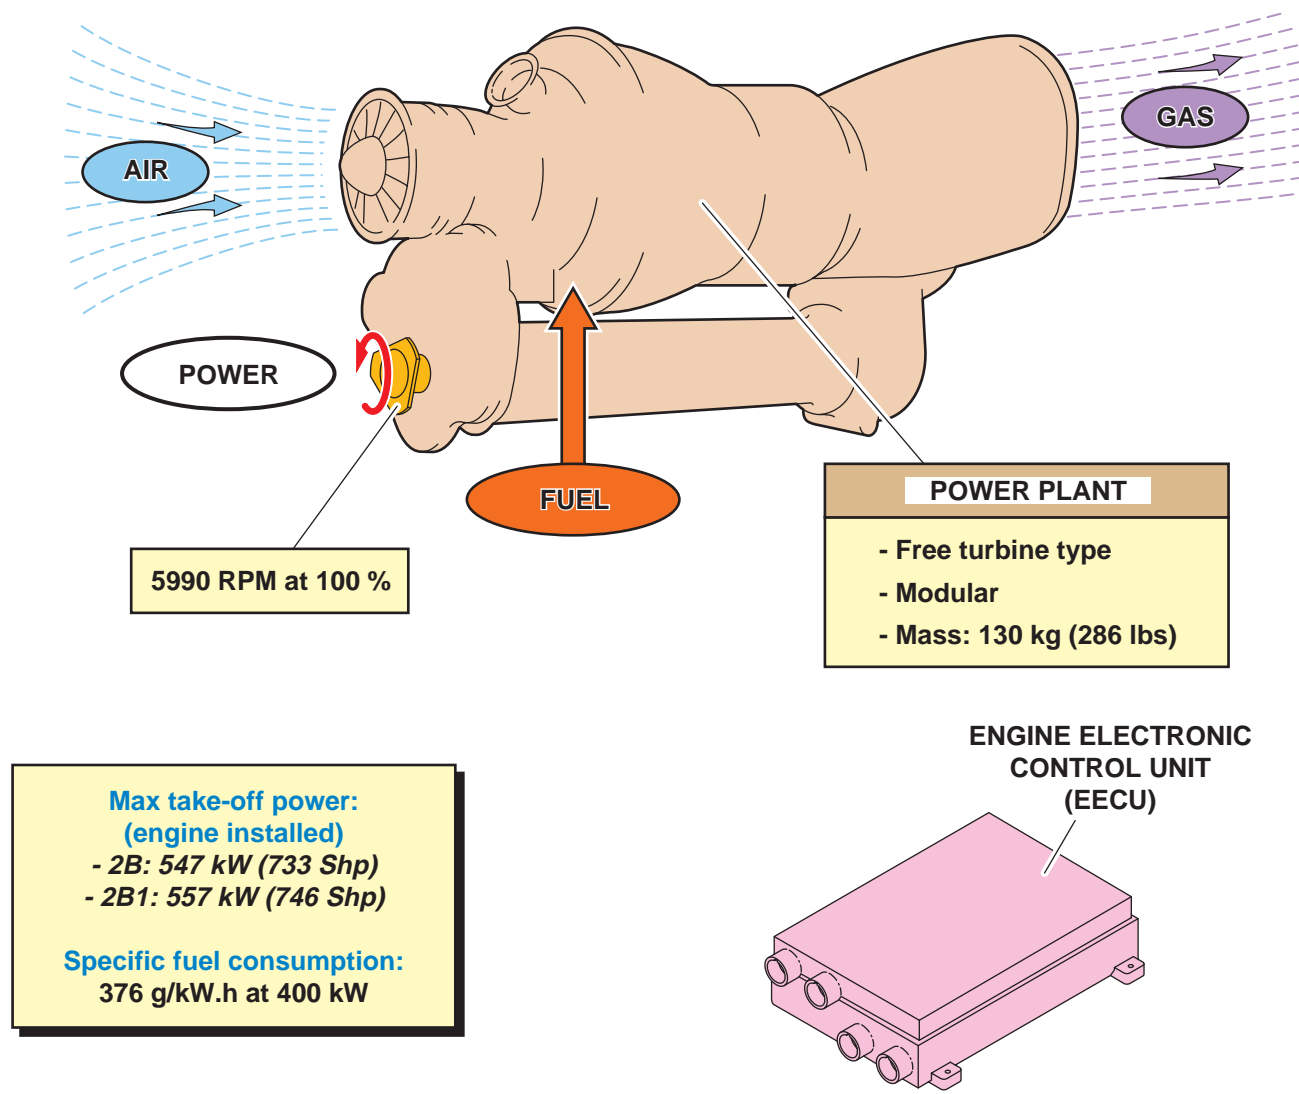 AIR
GAS
POWER
FUEL
5990 RPM at 100 %
POWER PLANT
- Free turbine type
- Modular
- Mass: 130 kg (286 lbs)
Max take-off power:
(engine installed)
- 2B: 547 kW (733 Shp)
- 2B1: 557 kW (746 Shp)
Specific fuel consumption:
376 g/kW.h at 400 kW
ENGINE ELECTRONIC
CONTROL UNIT
(EECU)